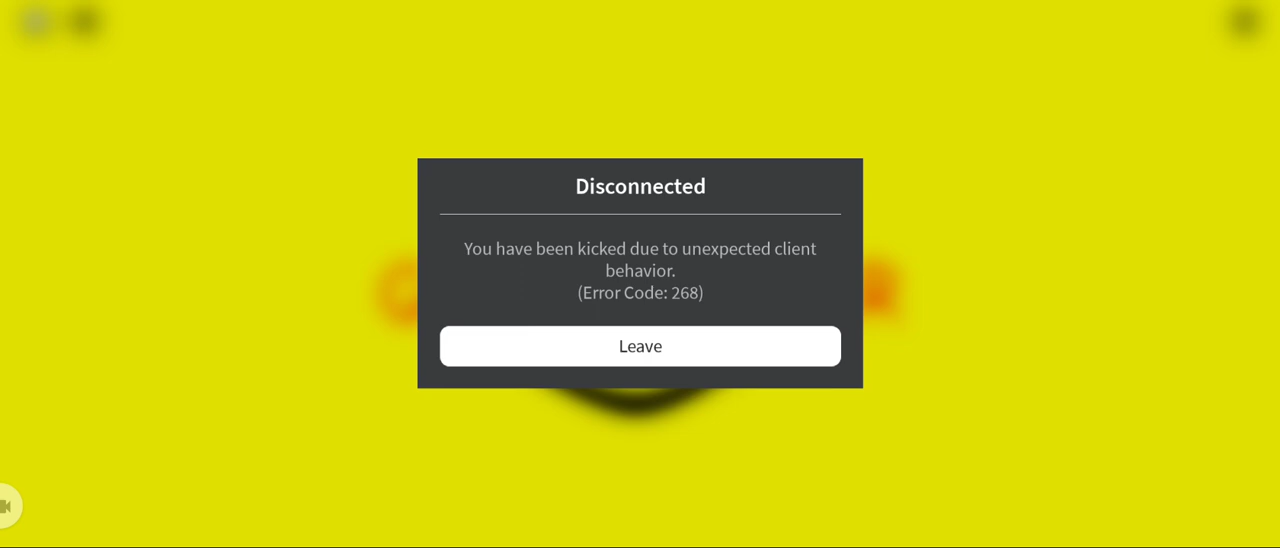 Disconnected
You have been kicked due to unexpected client
behavior.
(Error Code: 268)
Leave